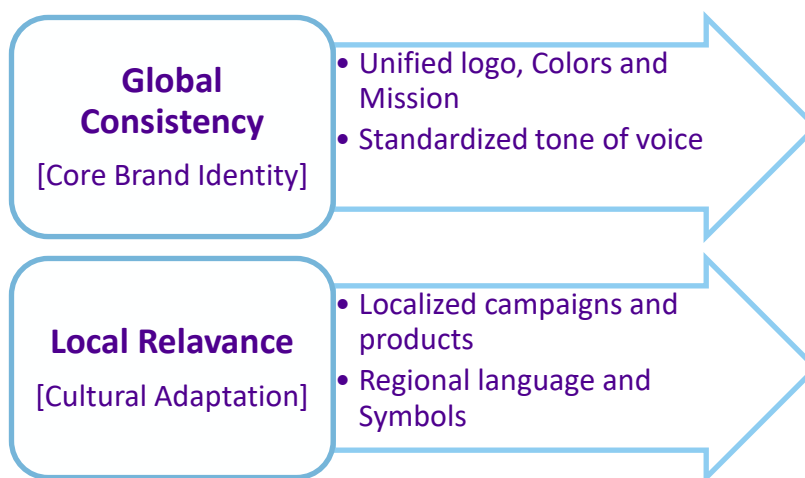 Global
Consistency
[Core Brand Identity]
• Unified logo, Colors and
Mission
• Standardized tone of voice
Local Relavance
[Cultural Adaptation]
• Localized campaigns and
products
• Regional language and
Symbols